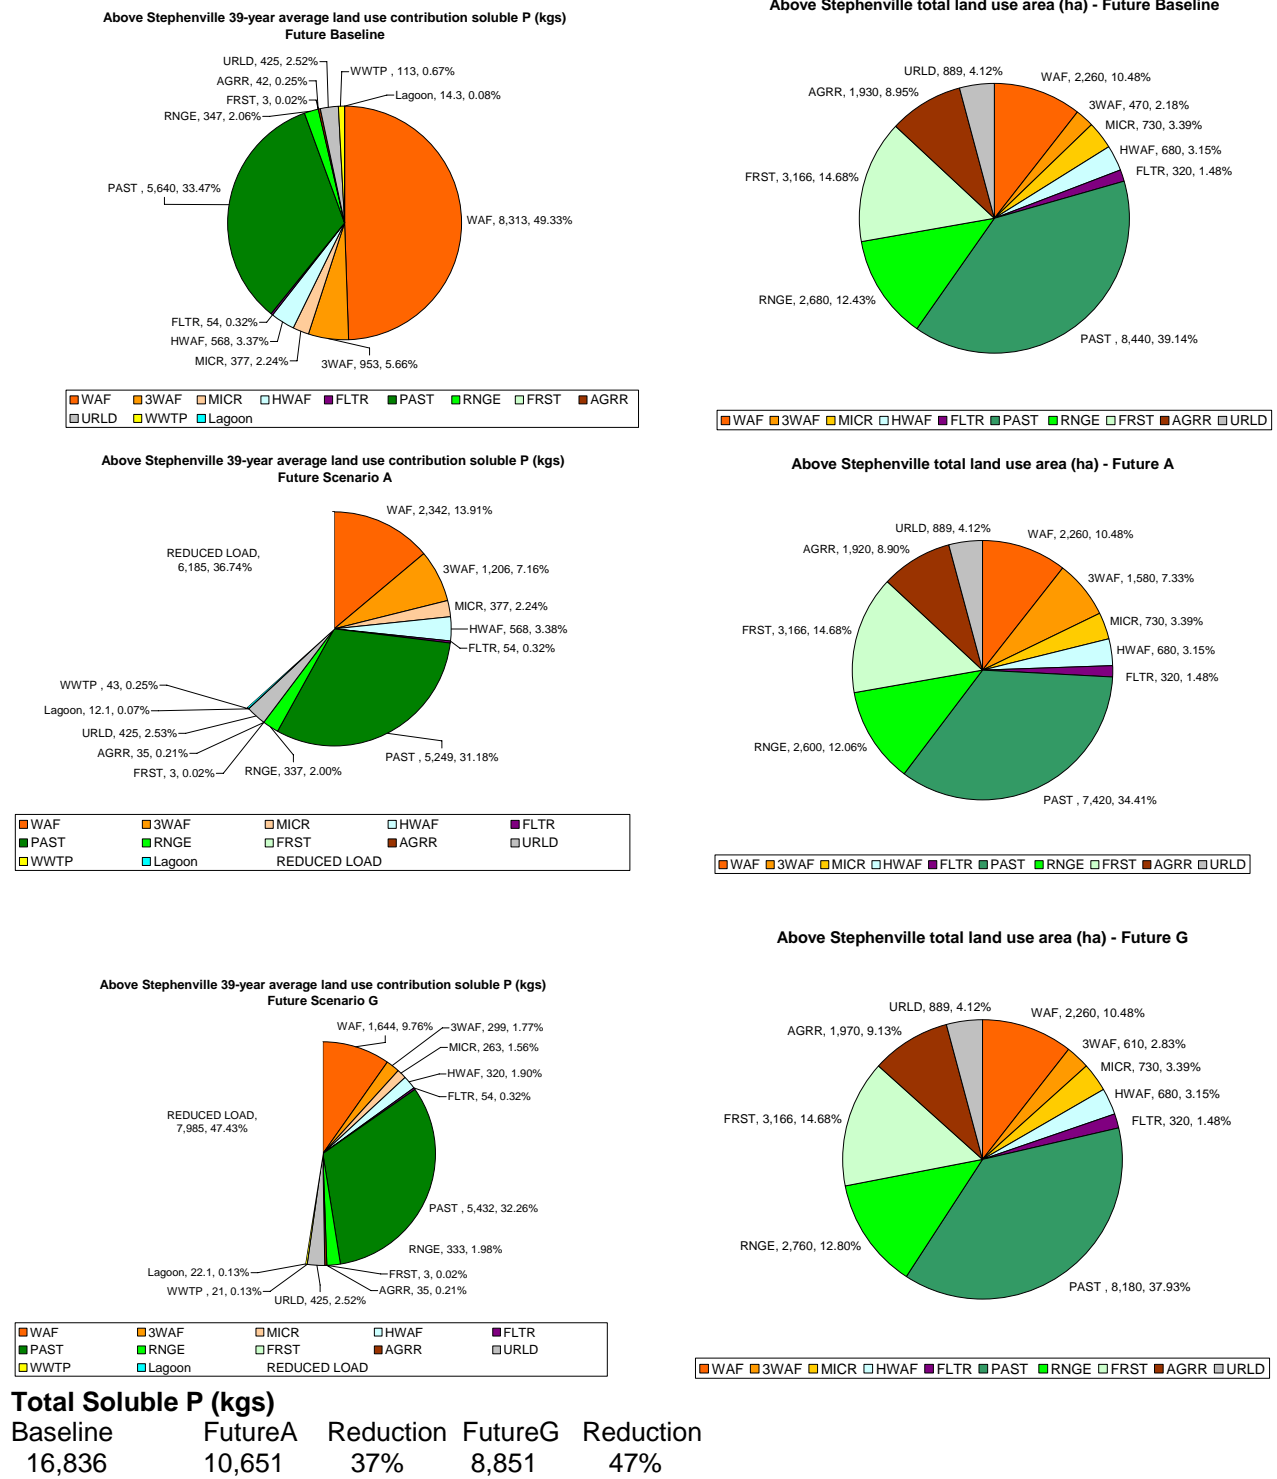 Above Stephenville 39-year average land use contribution soluble P (kgs)
Future Baseline
URLD, 425, 2.52%
WWTP , 113, 0.67%
AGRR, 42, 0.25%
Lagoon, 14.3, 0.08%
FRST, 3, 0.02%
RNGE, 347, 2.06%
PAST , 5,640, 33.47%
WAF, 8,313, 49.33%
FLTR, 54, 0.32%
HWAF, 568, 3.37%
MICR, 377, 2.24%
3WAF, 953, 5.66%
WAF 3WAF MICR HWAF FLTR PAST RNGE FRST AGRR
URLD WWTP Lagoon
Above Stephenville total land use area (ha) - Future Baseline
URLD, 889, 4.12%
WAF, 2,260, 10.48%
AGRR, 1,930, 8.95%
3WAF, 470, 2.18%
MICR, 730, 3.39%
HWAF, 680, 3.15%
FLTR, 320, 1.48%
FRST, 3,166, 14.68%
RNGE, 2,680, 12.43%
PAST , 8,440, 39.14%
WAF 3WAF MICR HWAF FLTR PAST RNGE FRST AGRR URLD
Above Stephenville 39-year average land use contribution soluble P (kgs)
Future Scenario A
WAF, 2,342, 13.91%
REDUCED LOAD,
6,185, 36.74%
3WAF, 1,206, 7.16%
MICR, 377, 2.24%
HWAF, 568, 3.38%
FLTR, 54, 0.32%
WWTP , 43, 0.25%
Lagoon, 12.1, 0.07%
URLD, 425, 2.53%
AGRR, 35, 0.21%
FRST, 3, 0.02%
RNGE, 337, 2.00%
PAST , 5,249, 31.18%
WAF 3WAF MICR HWAF FLTR
PAST RNGE FRST AGRR URLD
WWTP Lagoon REDUCED LOAD
Above Stephenville total land use area (ha) - Future A
URLD, 889, 4.12%
WAF, 2,260, 10.48%
AGRR, 1,920, 8.90%
3WAF, 1,580, 7.33%
MICR, 730, 3.39%
FRST, 3,166, 14.68%
HWAF, 680, 3.15%
FLTR, 320, 1.48%
RNGE, 2,600, 12.06%
PAST , 7,420, 34.41%
WAF 3WAF MICR HWAF FLTR PAST RNGE FRST AGRR URLD
Above Stephenville 39-year average land use contribution soluble P (kgs)
Future Scenario G
WAF, 1,644, 9.76%
3WAF, 299, 1.77%
MICR, 263, 1.56%
HWAF, 320, 1.90%
FLTR, 54, 0.32%
REDUCED LOAD,
7,985, 47.43%
PAST , 5,432, 32.26%
RNGE, 333, 1.98%
Lagoon, 22.1, 0.13%
FRST, 3, 0.02%
WWTP , 21, 0.13%
AGRR, 35, 0.21%
URLD, 425, 2.52%
WAF 3WAF MICR HWAF FLTR
PAST RNGE FRST AGRR URLD
WWTP Lagoon REDUCED LOAD
Above Stephenville total land use area (ha) - Future G
URLD, 889, 4.12%
WAF, 2,260, 10.48%
AGRR, 1,970, 9.13%
3WAF, 610, 2.83%
MICR, 730, 3.39%
HWAF, 680, 3.15%
FRST, 3,166, 14.68%
FLTR, 320, 1.48%
RNGE, 2,760, 12.80%
PAST , 8,180, 37.93%
WAF 3WAF MICR HWAF FLTR PAST RNGE FRST AGRR URLD
Total Soluble P (kgs)
Baseline FutureA Reduction FutureG Reduction
16,836 10,651 37% 8,851 47%